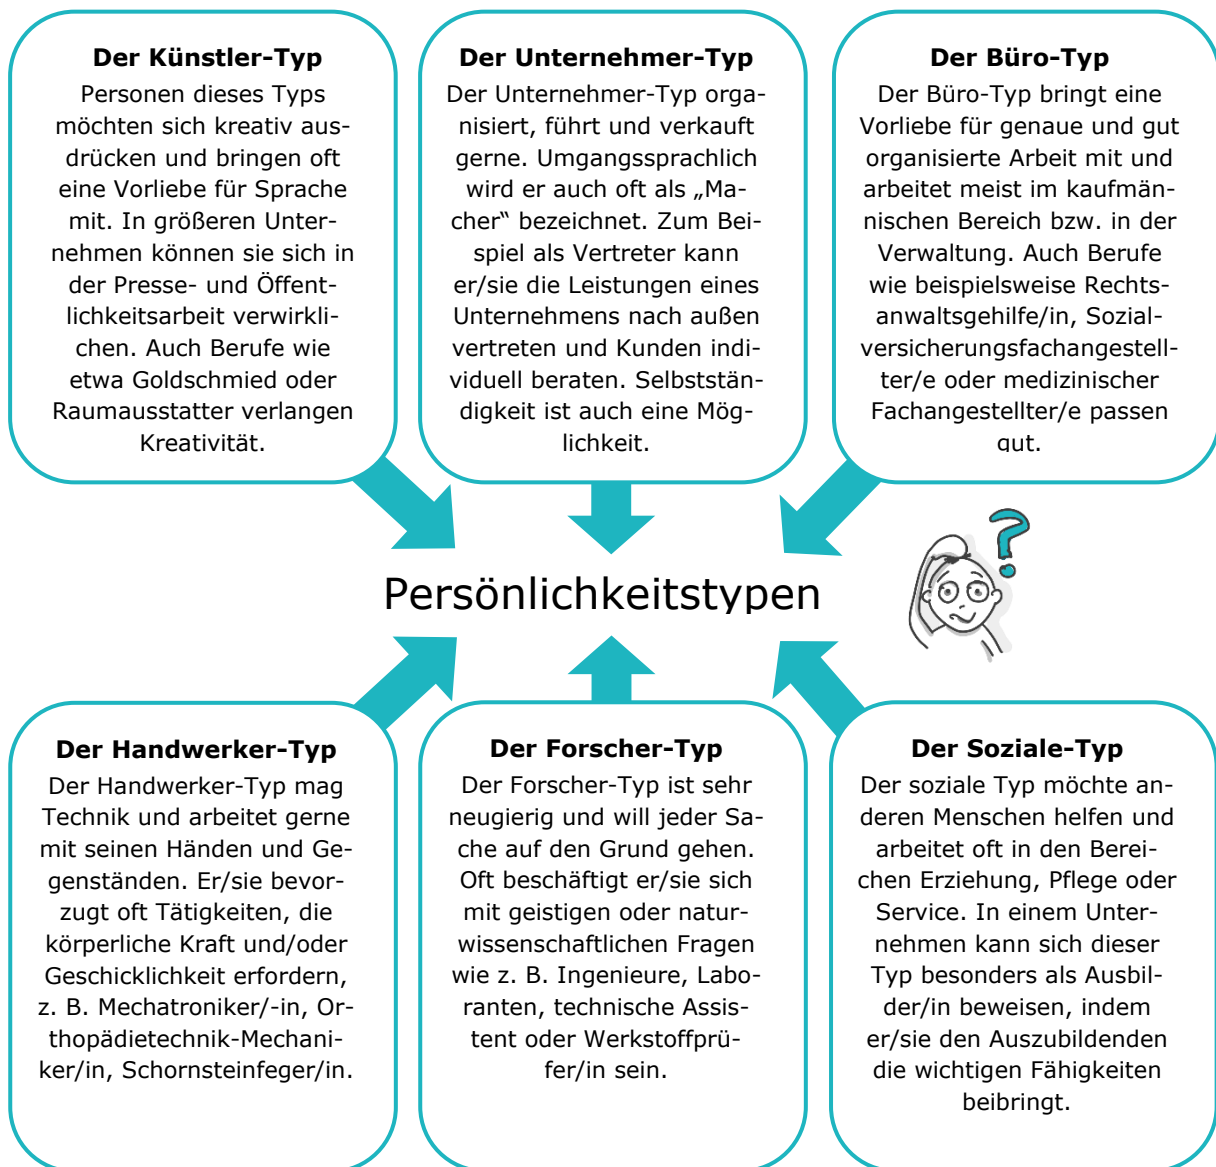 Der Künstler-Typ
Personen dieses Typs
möchten sich kreativ aus-
drücken und bringen oft
eine Vorliebe für Sprache
mit. In größeren Unter-
nehmen können sie sich in
der Presse- und Öffent-
lichkeitsarbeit verwirkli-
chen. Auch Berufe wie
etwa Goldschmied oder
Raumausstatter verlangen
Kreativität.
Der Unternehmer-Typ
Der Unternehmer-Typ orga-
nisiert, führt und verkauft
gerne. Umgangssprachlich
wird er auch oft als „Ma-
cher“ bezeichnet. Zum Bei-
spiel als Vertreter kann
er/sie die Leistungen eines
Unternehmens nach außen
vertreten und Kunden indi-
viduell beraten. Selbststän-
digkeit ist auch eine Mög-
lichkeit.
Der Büro-Typ
Der Büro-Typ bringt eine
Vorliebe für genaue und gut
organisierte Arbeit mit und
arbeitet meist im kaufmän-
nischen Bereich bzw. in der
Verwaltung. Auch Berufe
wie beispielsweise Rechts-
anwaltsgehilfe/in, Sozial-
versicherungsfachangestell-
ter/e oder medizinischer
Fachangestellter/e passen
gut.
?
Persönlichkeitstypen
Der Handwerker-Typ
Der Handwerker-Typ mag
Technik und arbeitet gerne
mit seinen Händen und Ge-
genständen. Er/sie bevor-
zugt oft Tätigkeiten, die
körperliche Kraft und/oder
Geschicklichkeit erfordern,
z. B. Mechatroniker/-in, Or-
thopädietechnik-Mechani-
ker/in, Schornsteinfeger/in.
Der Forscher-Typ
Der Forscher-Typ ist sehr
neugierig und will jeder Sa-
che auf den Grund gehen.
Oft beschäftigt er/sie sich
mit geistigen oder natur-
wissenschaftlichen Fragen
wie z. B. Ingenieure, Labo-
ranten, technische Assis-
tent oder Werkstoffprü-
fer/in sein.
Der Soziale-Typ
Der soziale Typ möchte an-
deren Menschen helfen und
arbeitet oft in den Berei-
chen Erziehung, Pflege oder
Service. In einem Unter-
nehmen kann sich dieser
Typ besonders als Ausbil-
der/in beweisen, indem
er/sie den Auszubildenden
die wichtigen Fähigkeiten
beibringt.